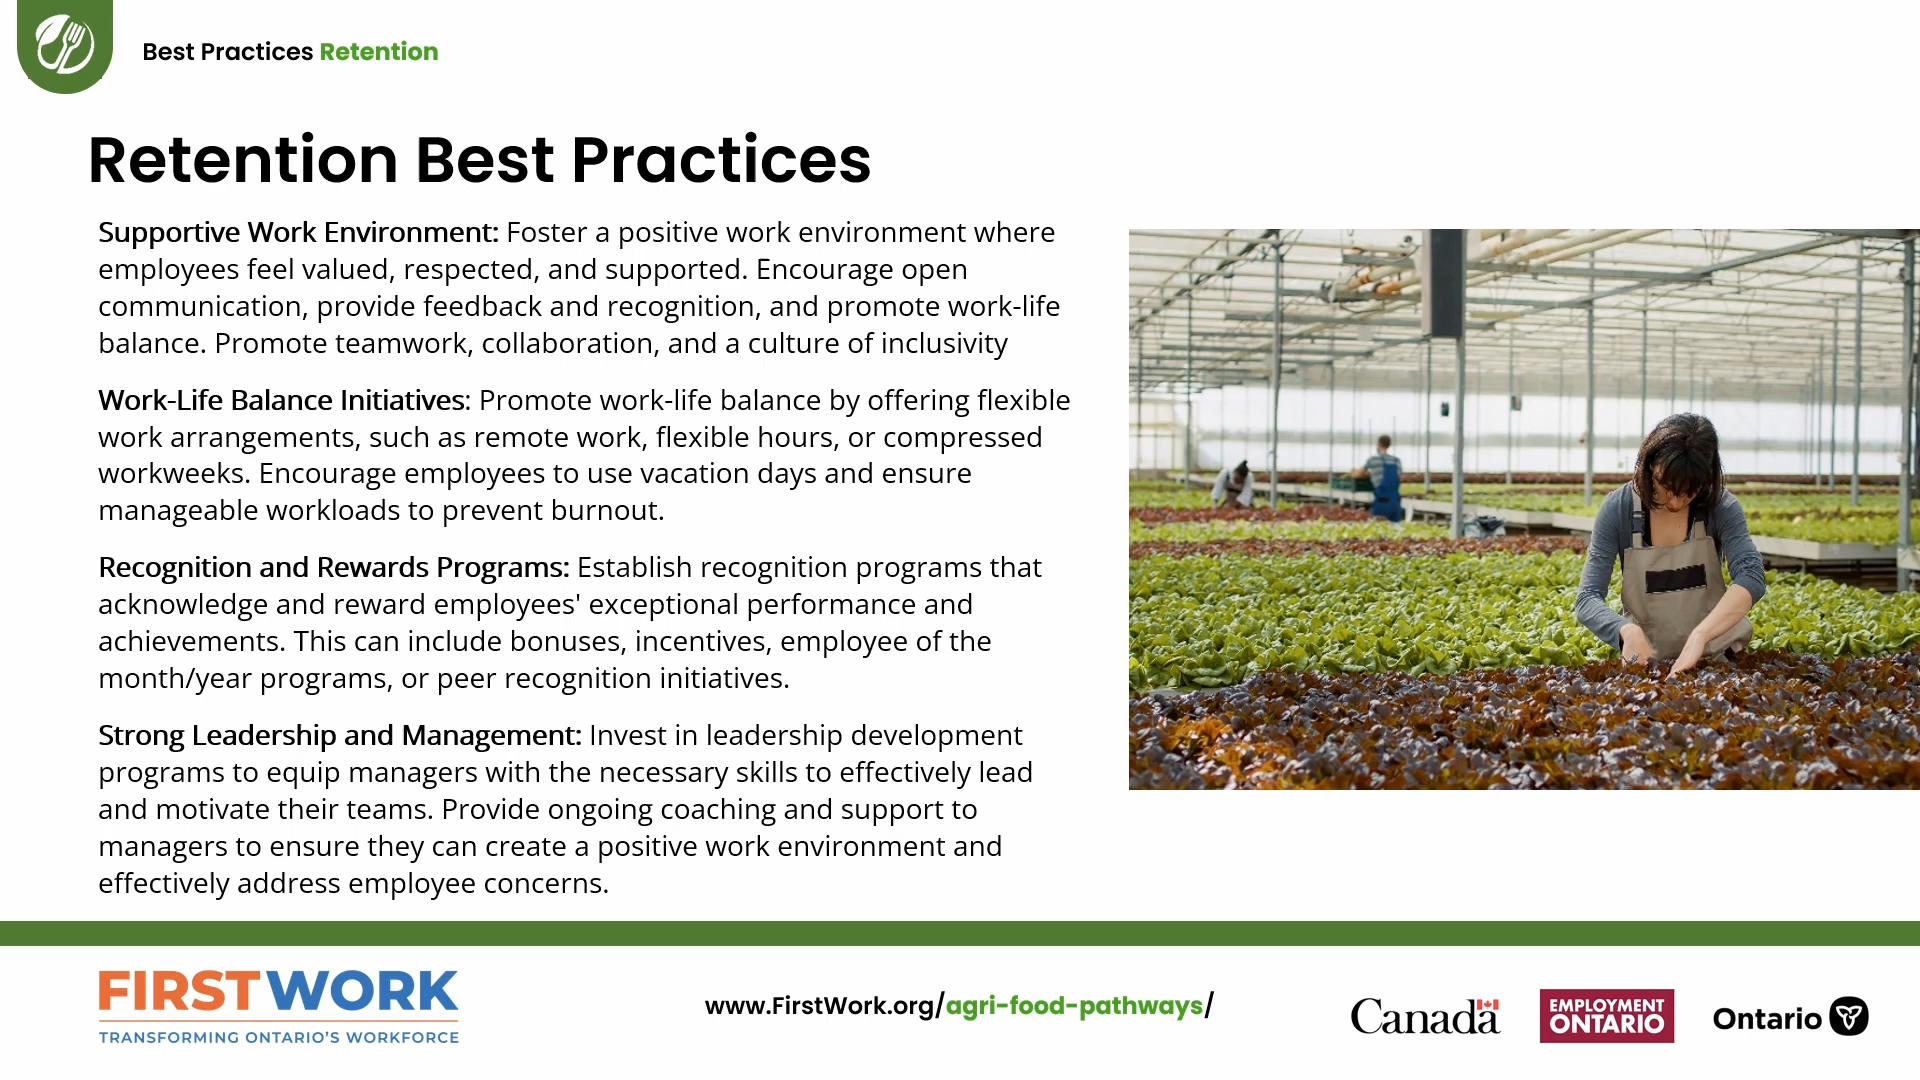 Best Practices Retention
Retention Best Practices
Supportive Work Environment: Foster a positive work environment where
employees feel valued, respected, and supported. Encourage open
communication, provide feedback and recognition, and promote work-life
balance. Promote teamwork, collaboration, and a culture of inclusivity
Work-Life Balance Initiatives: Promote work-life balance by offering flexible
work arrangements, such as remote work, flexible hours, or compressed
workweeks. Encourage employees to use vacation days and ensure
manageable workloads to prevent burnout.
Recognition and Rewards Programs: Establish recognition programs that
acknowledge and reward employees' exceptional performance and
achievements. This can include bonuses, incentives, employee of the
month/year programs, or peer recognition initiatives.
Strong Leadership and Management: Invest in leadership development
programs to equip managers with the necessary skills to effectively lead
and motivate their teams. Provide ongoing coaching and support to
managers to ensure they can create a positive work environment and
effectively address employee concerns.
FIRSTWORK
TRANSFORMING ONTARIO'S WORKFORCE
www.FirstWork.org/agri-food-pathways/
Canada
EMPLOYMENT
ONTARIO
Ontario